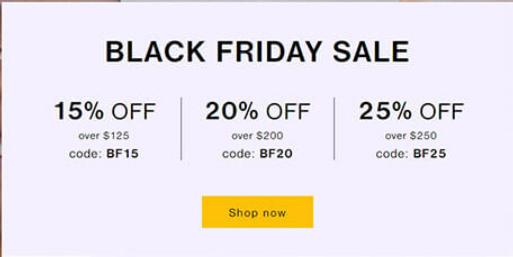 BLACK FRIDAY SALE
15% OFF
over $125
code: BF15
20% OFF
over $200
code: BF20
25% OFF
over $250
code: BF25
Shop now